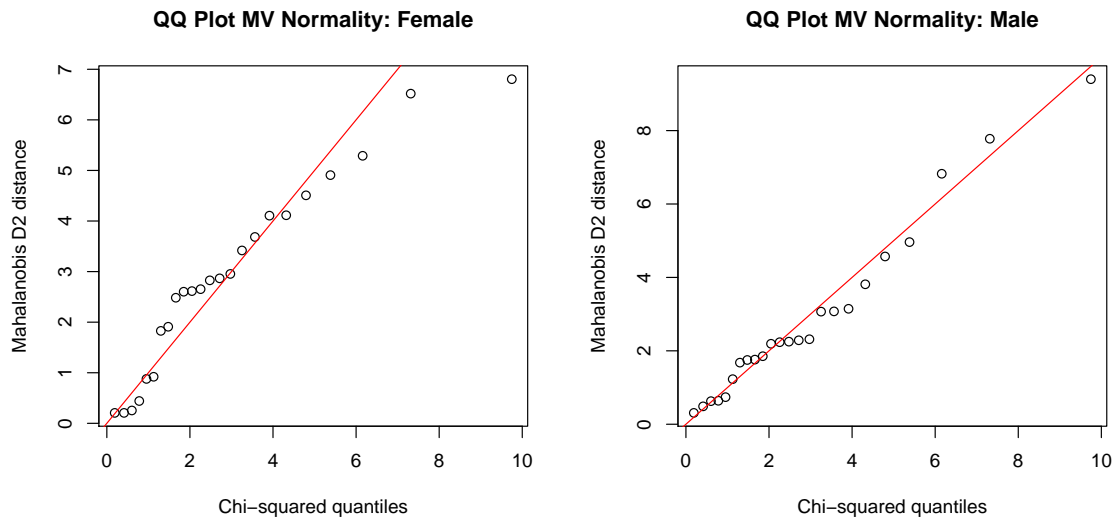 QQ Plot MV Normality: Female
Mahalanobis D2 distance
7
6
5
4
3
2
1
0
0 2 4 6 8 10
Chi−squared quantiles
QQ Plot MV Normality: Male
Mahalanobis D2 distance
8
6
4
2
0
0 2 4 6 8 10
Chi−squared quantiles